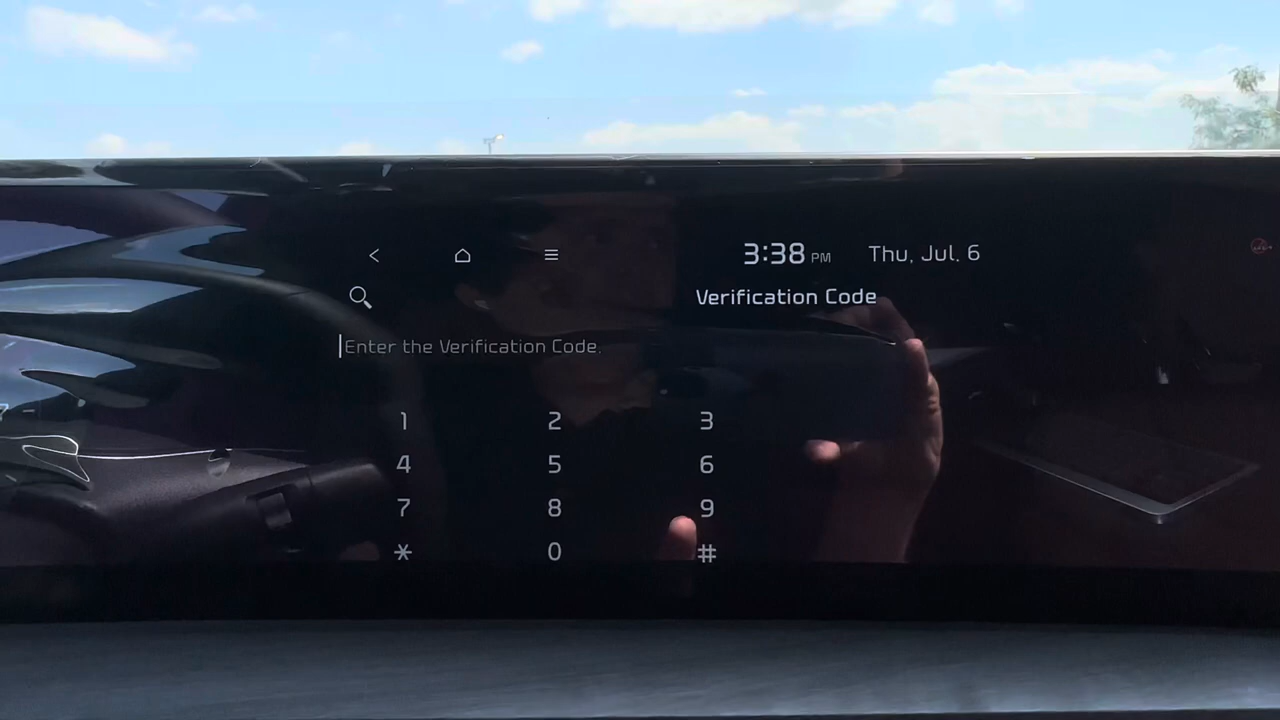 3:38 PM Thu, Jul. 6
Verification Code
Enter the Verification Code.
1 2 3
4 5 6
7 8 9
* 0 #